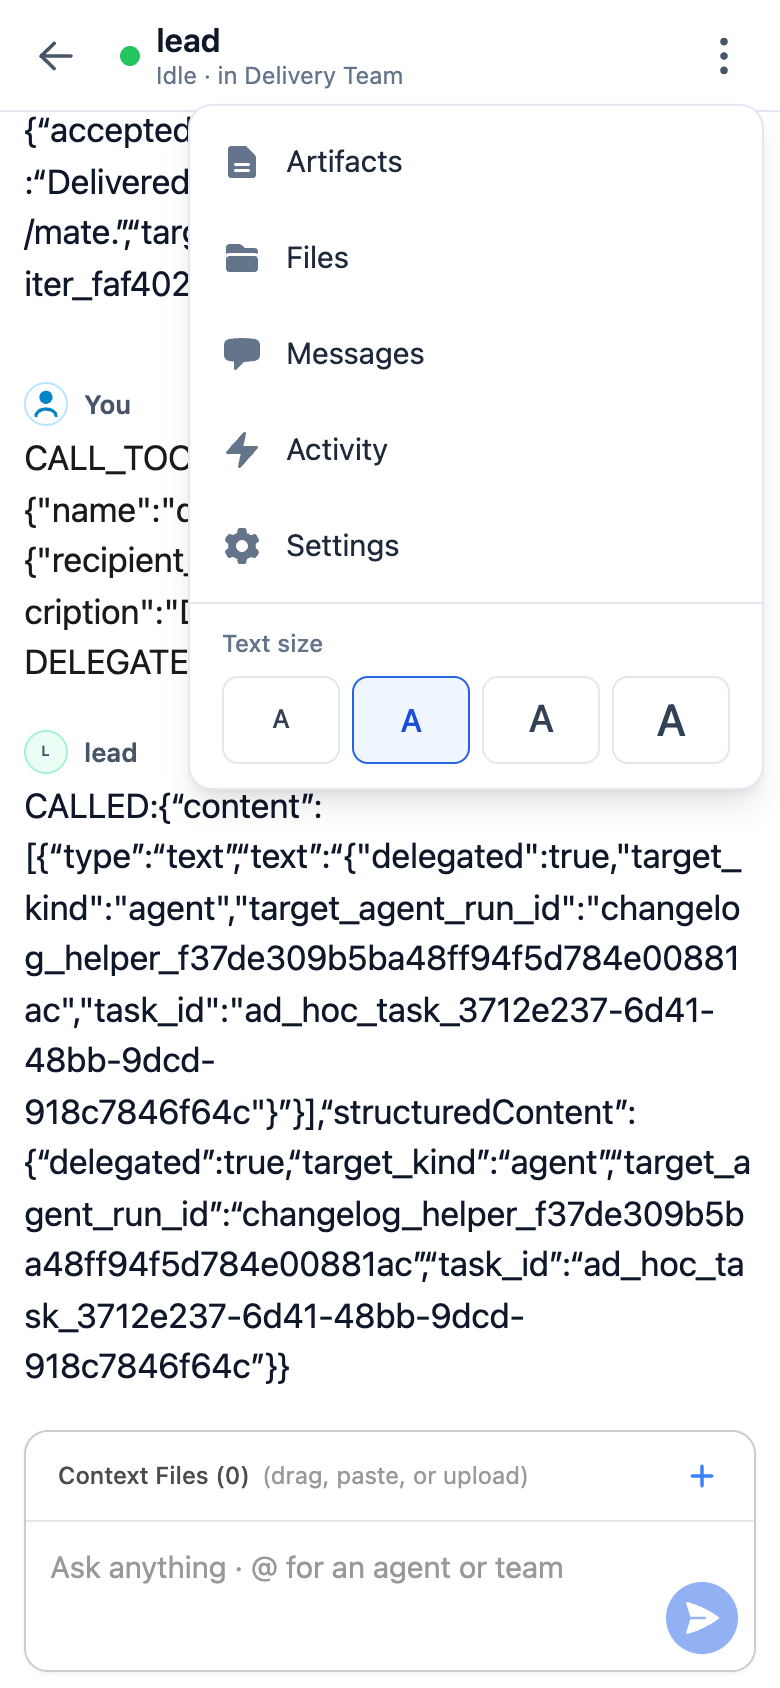 lead
Idle · in Delivery Team
{“accepted
:“Delivered
/mate.”,“targ
iter_faf402
Artifacts
Files
Messages
Activity
Settings
Text size
A A A A
You
CALL_TOO
{"name":"d
{"recipient_
cription":"D
DELEGATE
L lead
CALLED:{“content”:
[{“type”:“text”,“text”:“{"delegated":true,"target_
kind":"agent","target_agent_run_id":"changelo
g_helper_f37de309b5ba48ff94f5d784e00881
ac","task_id":"ad_hoc_task_3712e237-6d41-
48bb-9dcd-
918c7846f64c"}”}],“structuredContent”:
{“delegated”:true,“target_kind”:“agent”,“target_a
gent_run_id”:“changelog_helper_f37de309b5b
a48ff94f5d784e00881ac”,“task_id”:“ad_hoc_ta
sk_3712e237-6d41-48bb-9dcd-
918c7846f64c”}}
Context Files (0) (drag, paste, or upload)
Ask anything · @ for an agent or team